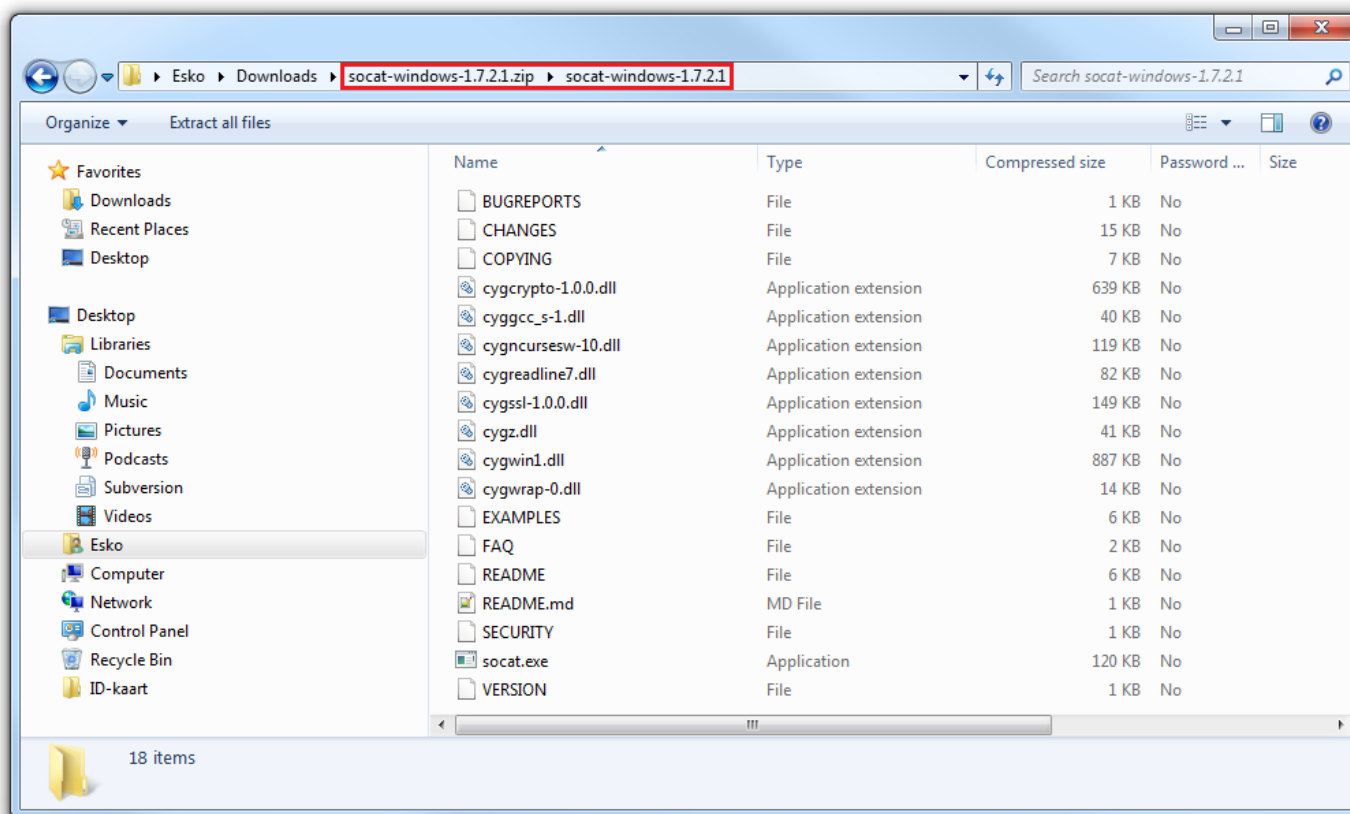 Esko Downloads socat-windows-1.7.2.1.zip socat-windows-1.7.2.1 Search socat-windows-1.7.2.1
Organize Extract all files
Favorites
Downloads
Recent Places
Desktop
Desktop
Libraries
Documents
Music
Pictures
Podcasts
Subversion
Videos
Esko
Computer
Network
Control Panel
Recycle Bin
ID-kaart
Name Type Compressed size Password ... Size
BUGREPORTS File 1 KB No
CHANGES File 15 KB No
COPYING File 7 KB No
cygcrypto-1.0.0.dll Application extension 639 KB No
cyggcc_s-1.dll Application extension 40 KB No
cygncursesw-10.dll Application extension 119 KB No
cygreadline7.dll Application extension 82 KB No
cygssl-1.0.0.dll Application extension 149 KB No
cygz.dll Application extension 41 KB No
cygwin1.dll Application extension 887 KB No
cygwrap-0.dll Application extension 14 KB No
EXAMPLES File 6 KB No
FAQ File 2 KB No
README File 6 KB No
README.md MD File 1 KB No
SECURITY File 1 KB No
socat.exe Application 120 KB No
VERSION File 1 KB No
18 items